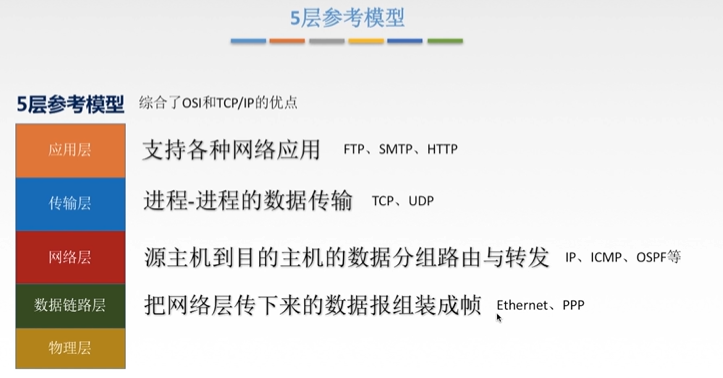 5层参考模型
5层参考模型 综合了OSI和TCP/IP的优点
应用层 支持各种网络应用 FTP、SMTP、HTTP
传输层 进程-进程的数据传输 TCP、UDP
网络层 源主机到目的主机的数据分组路由与转发 IP、ICMP、OSPF等
数据链路层 把网络层传下来的数据报组装成帧 Ethernet、PPP
物理层